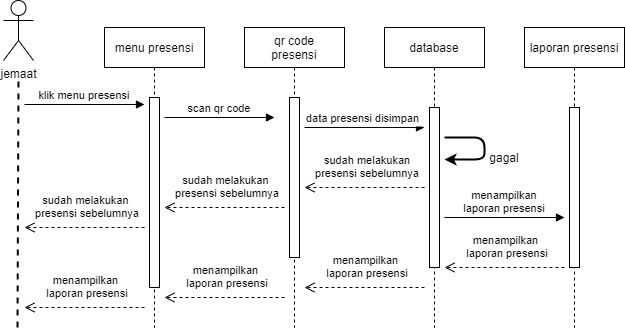 jemaat
menu presensi
qr code
presensi
database
laporan presensi
klik menu presensi
scan qr code
data presensi disimpan
gagal
sudah melakukan
presensi sebelumnya
sudah melakukan
presensi sebelumnya
sudah melakukan
presensi sebelumnya
menampilkan
laporan presensi
menampilkan
laporan presensi
menampilkan
laporan presensi
menampilkan
laporan presensi
menampilkan
laporan presensi